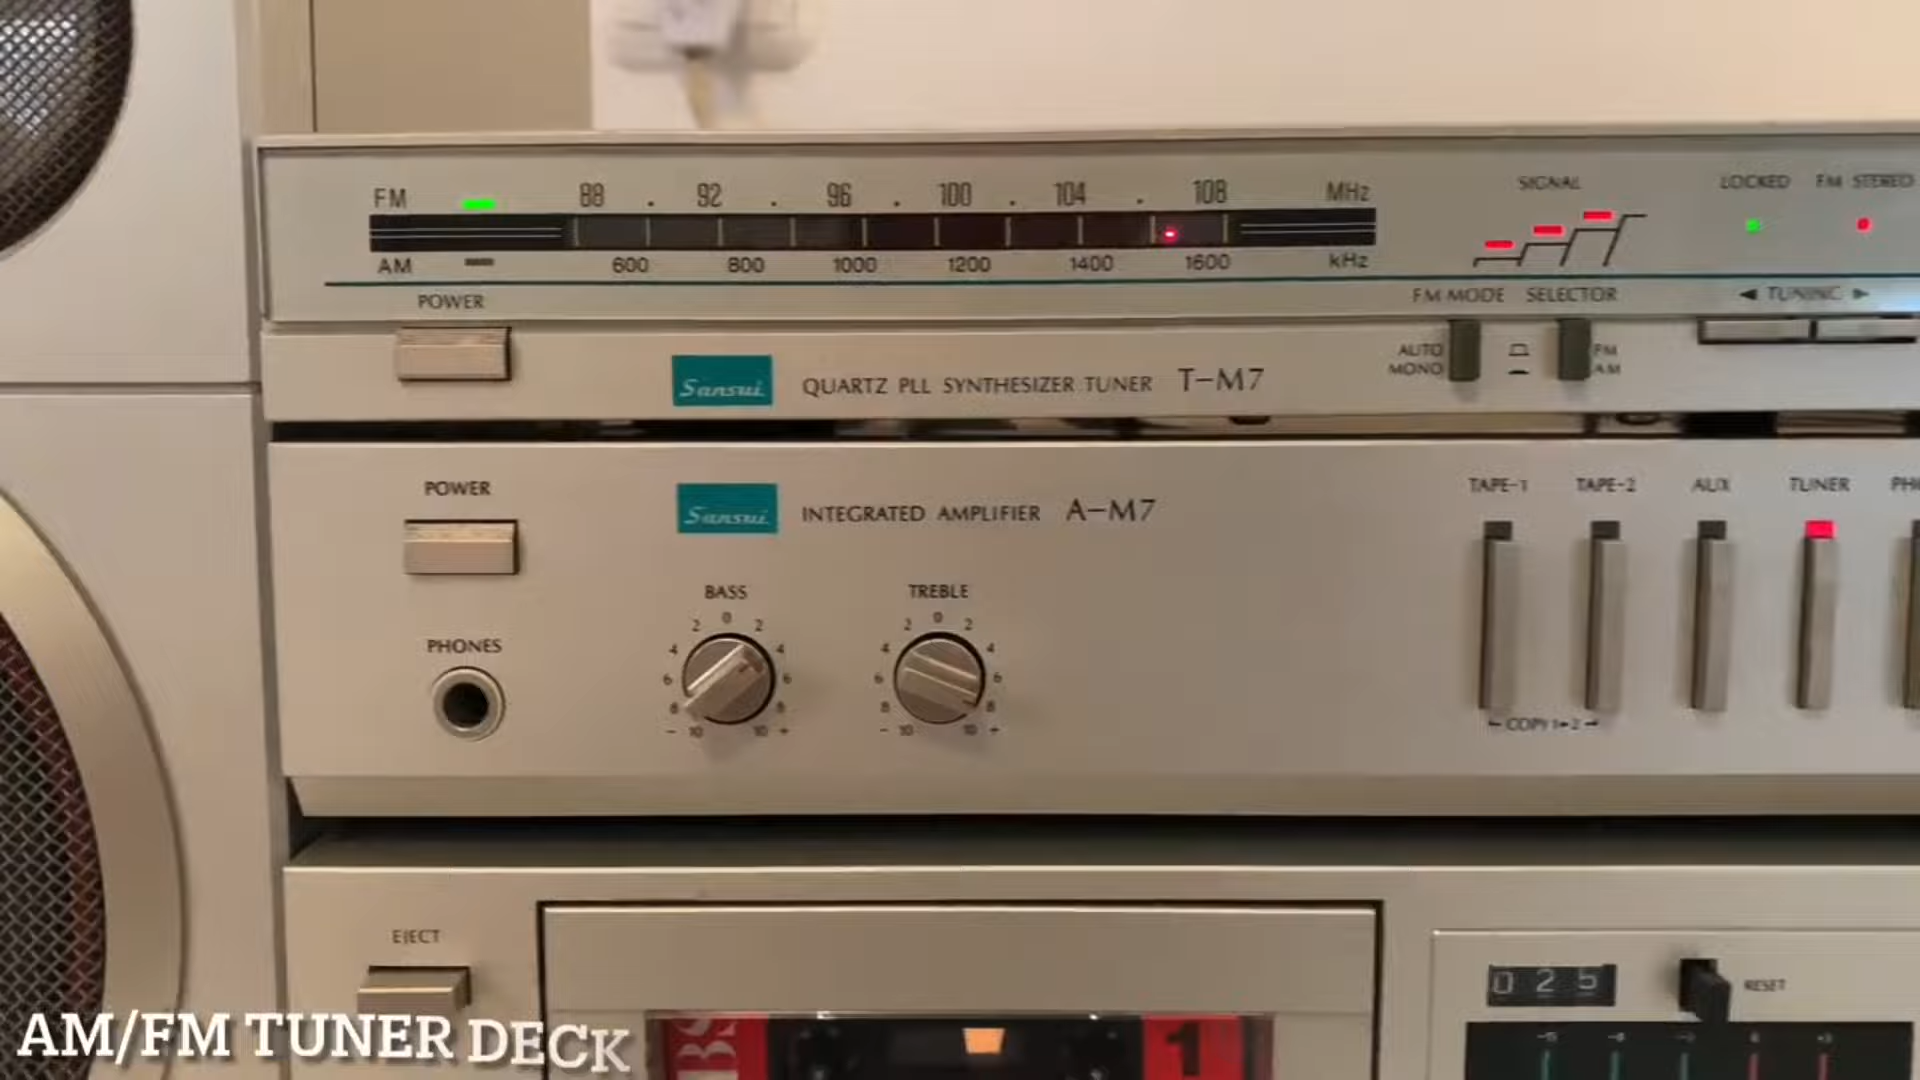 FM 88 . 92 . 96 . 100 . 104 . 108 MHz
AM 600 800 1000 1200 1400 1600 kHz
SIGNAL
LOCKED FM STEREO
POWER
FM MODE SELECTOR
◄ TUNING ►
AUTO
MONO
FM
AM
Sansui QUARTZ PLL SYNTHESIZER TUNER T-M7
POWER
Sansui INTEGRATED AMPLIFIER A-M7
TAPE-1 TAPE-2 AUX TUNER
BASS
2 0 2
4 4
6 6
8 8
- 10 10 +
TREBLE
2 0 2
4 4
6 6
8 8
- 10 10 +
PHONES
COPY 1►2
EJECT
025
RESET
1
AM/FM TUNER DECK